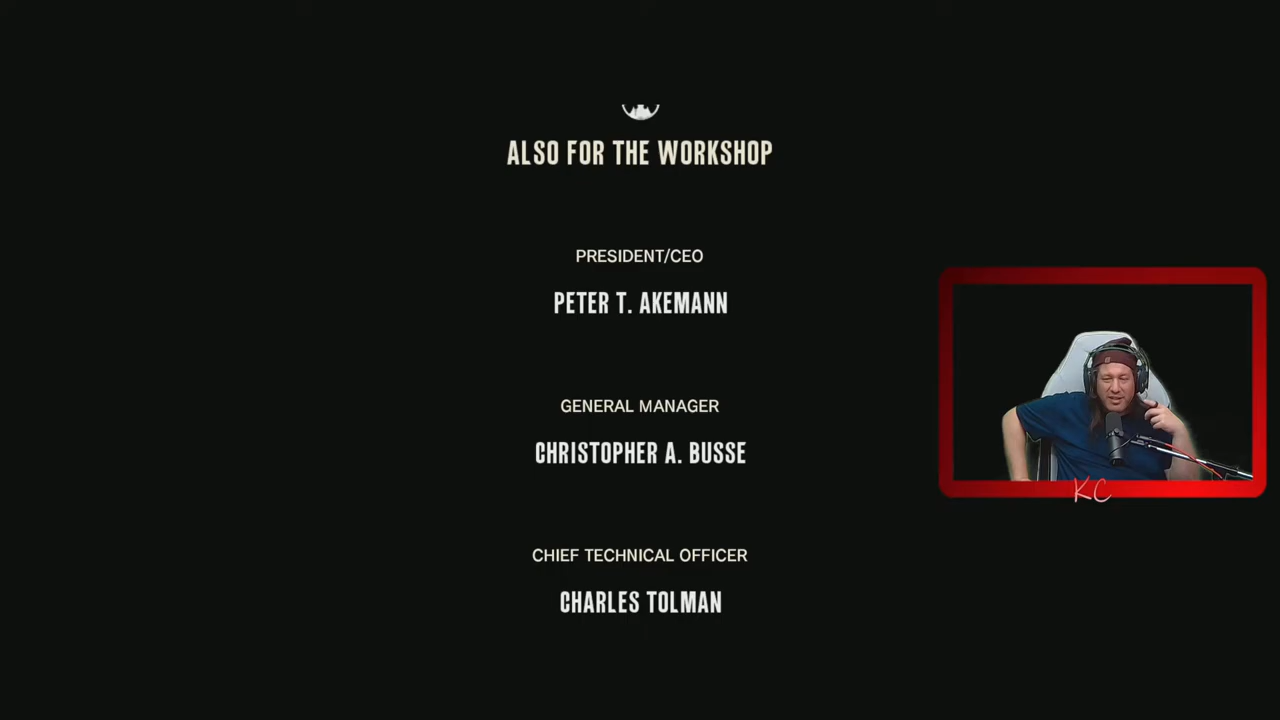 ALSO FOR THE WORKSHOP
PRESIDENT/CEO
PETER T. AKEMANN
GENERAL MANAGER
CHRISTOPHER A. BUSSE
CHIEF TECHNICAL OFFICER
CHARLES TOLMAN
KC